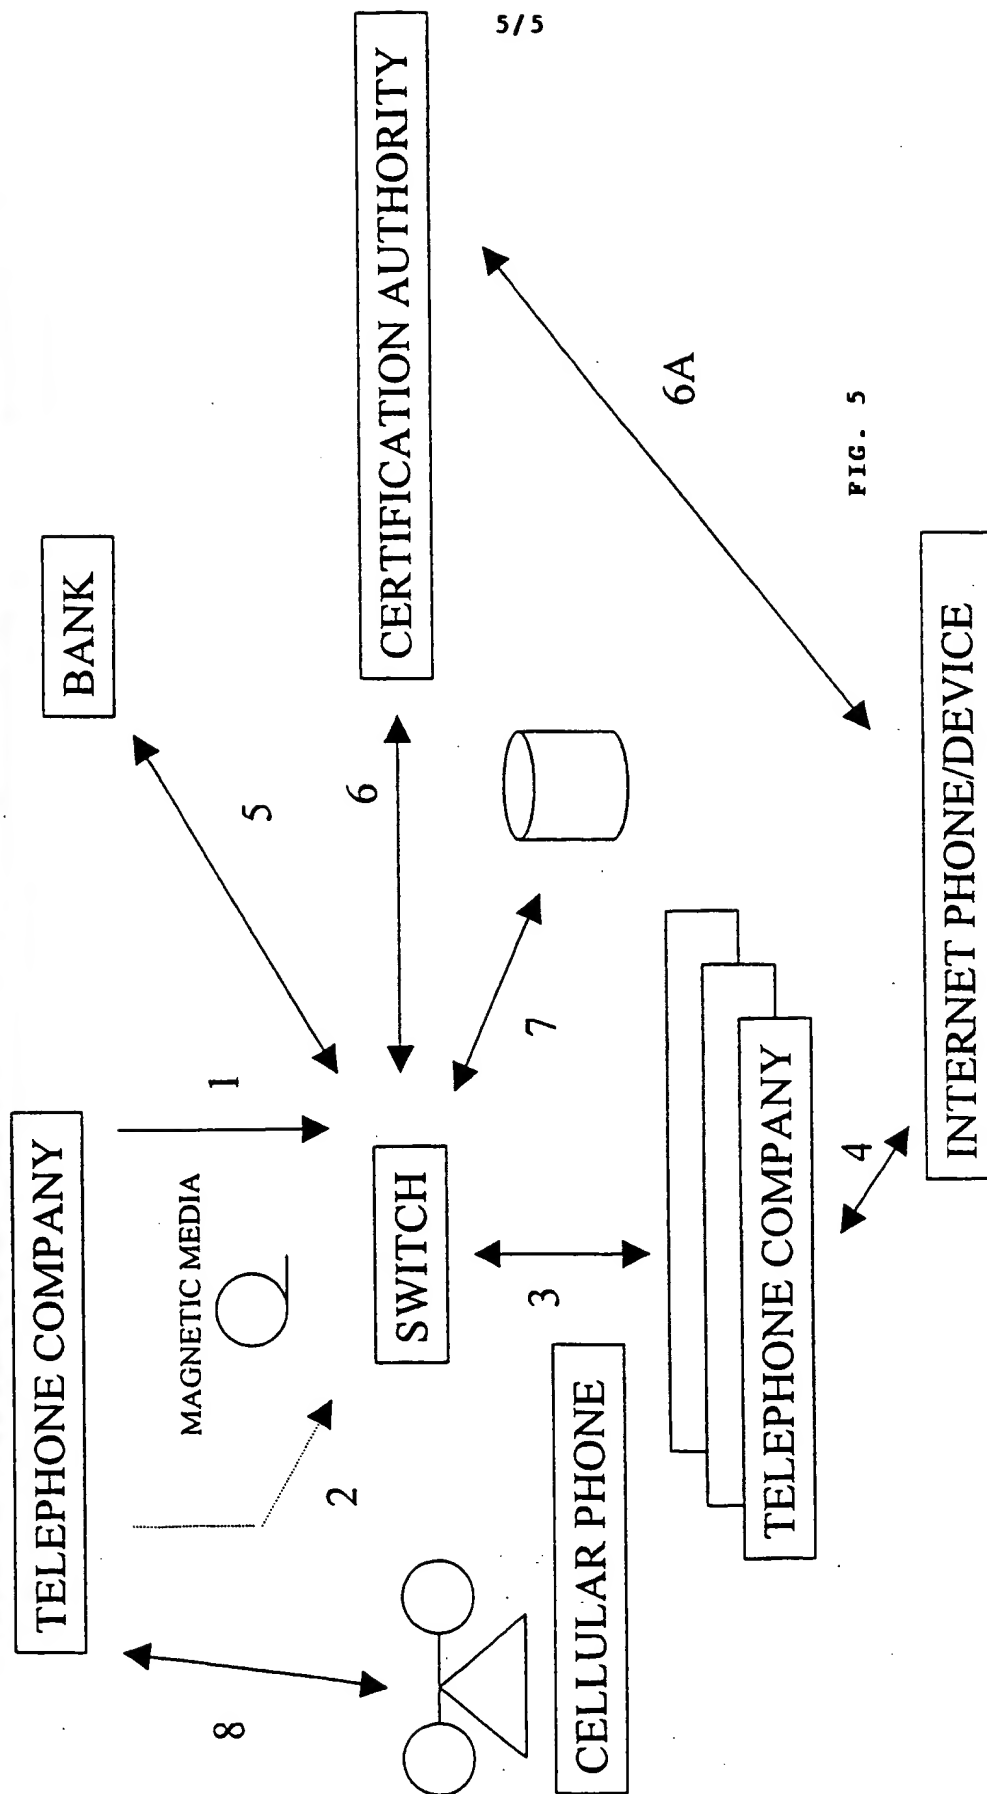 5/5
TELEPHONE COMPANY
BANK
8
2
MAGNETIC MEDIA
1
5
SWITCH
6
CERTIFICATION AUTHORITY
CELLULAR PHONE
3
7
TELEPHONE COMPANY
4
6A
INTERNET PHONE/DEVICE
FIG. 5